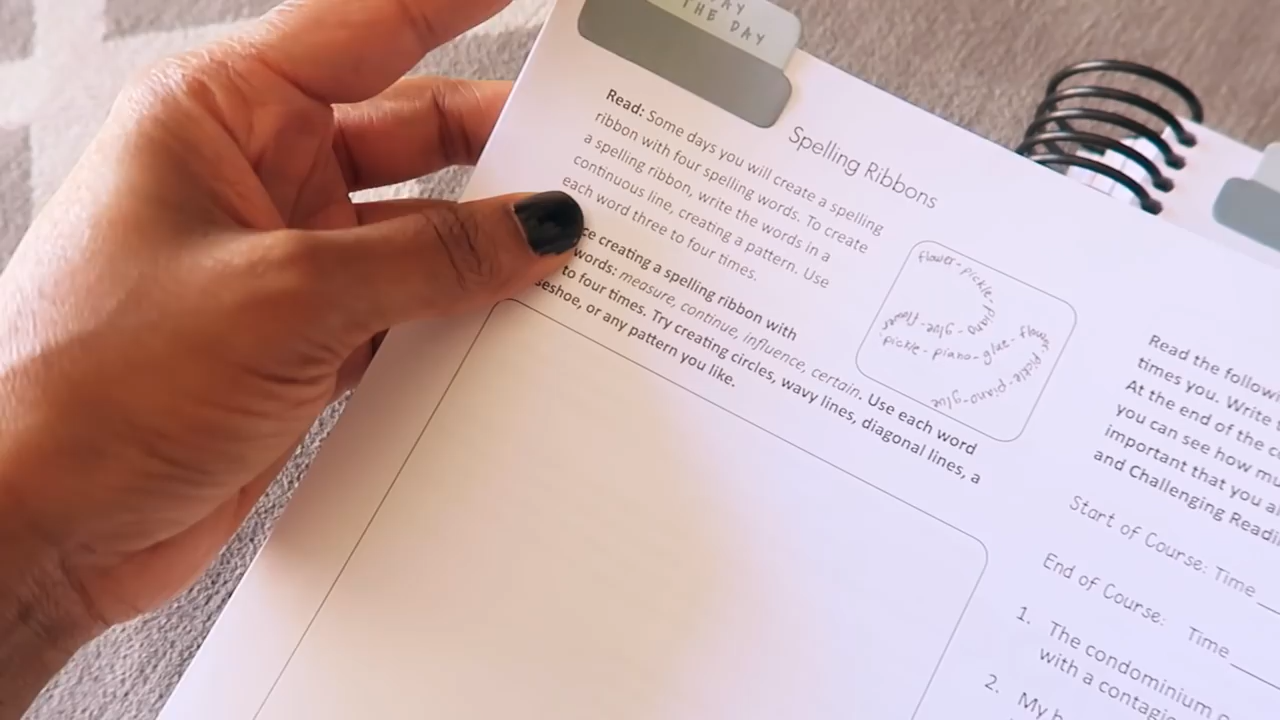 THE DAY
Spelling Ribbons
Read: Some days you will create a spelling
ribbon with four spelling words. To create
a spelling ribbon, write the words in a
continuous line, creating a pattern. Use
each word three to four times.
ce creating a spelling ribbon with
words: measure, continue, influence, certain. Use each word
to four times. Try creating circles, wavy lines, diagonal lines, a
seshoe, or any pattern you like.
flower-pickle-piano-glue-flower
pickle-piano-glue-flower-pickle-piano-glue
Read the followi
times you. Write
At the end of the c
you can see how mu
important that you a
and Challenging Readi
Start of Course: Time
End of Course: Time
1. The condominium
with a contagi
2. My h